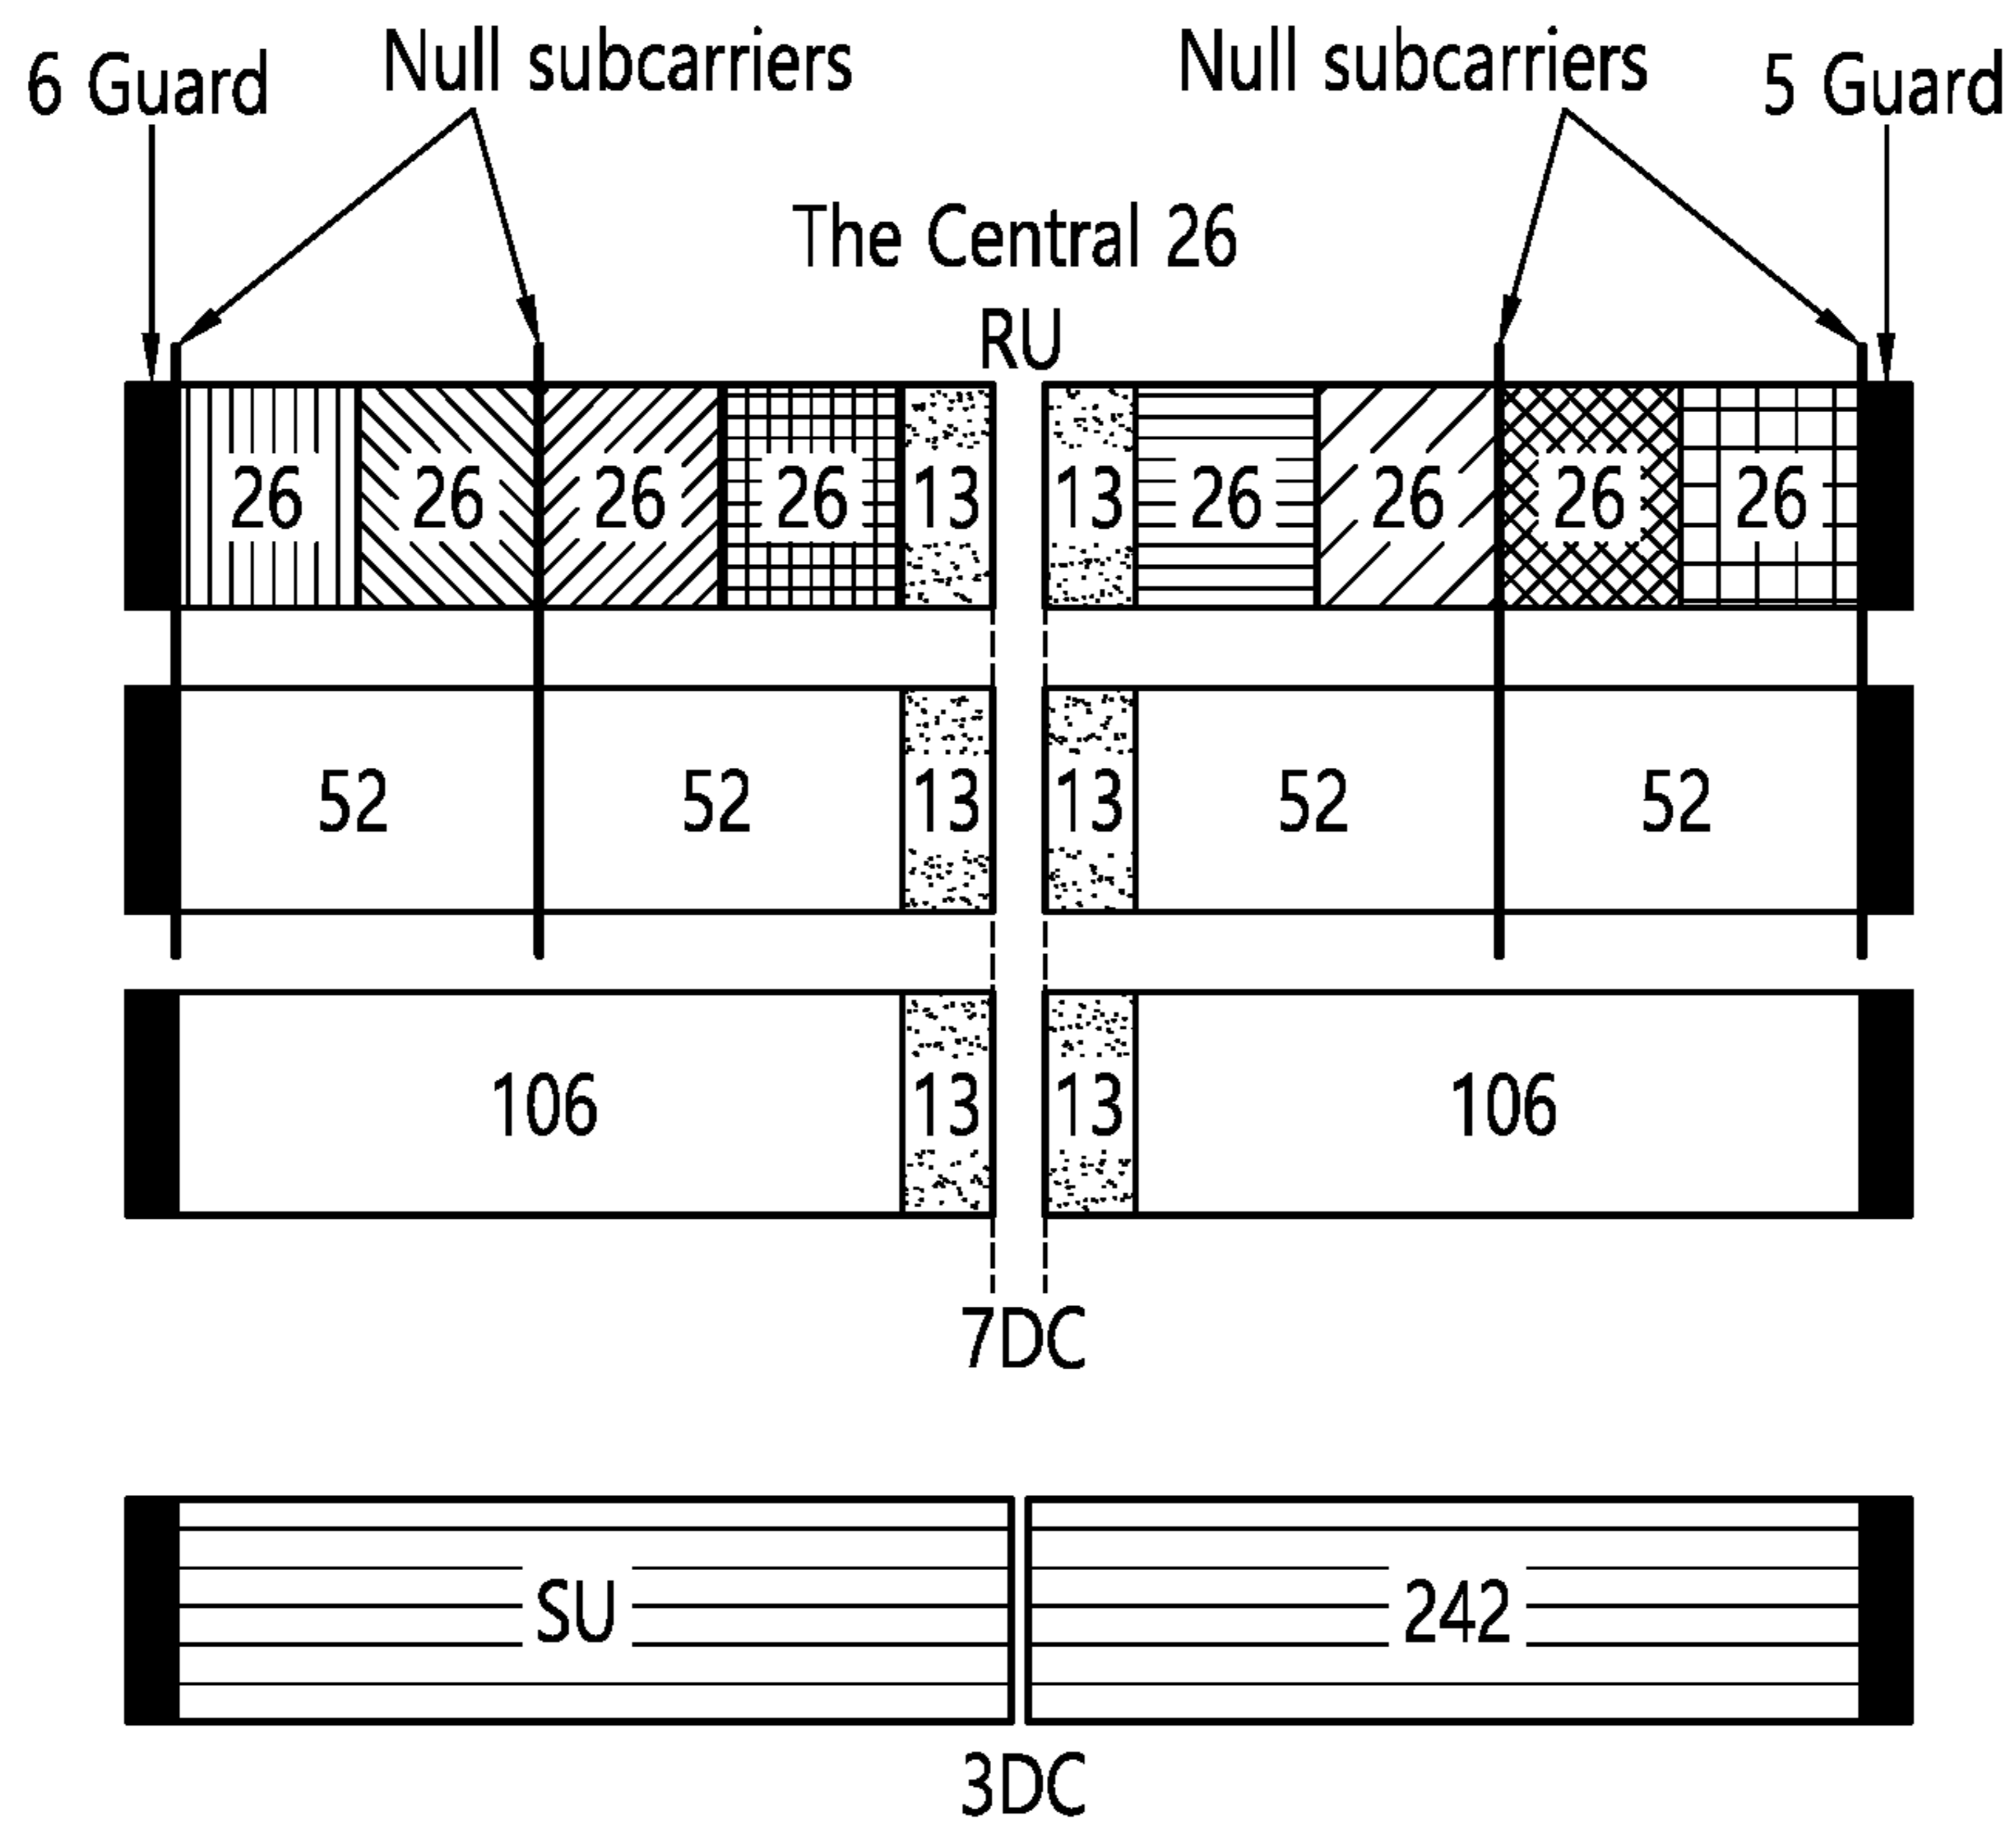 6 Guard
Null subcarriers
Null subcarriers
5 Guard
The Central 26
RU
26 26 26 26 13 13 26 26 26 26
52 52 13 13 52 52
106 13 13 106
7DC
SU 242
3DC